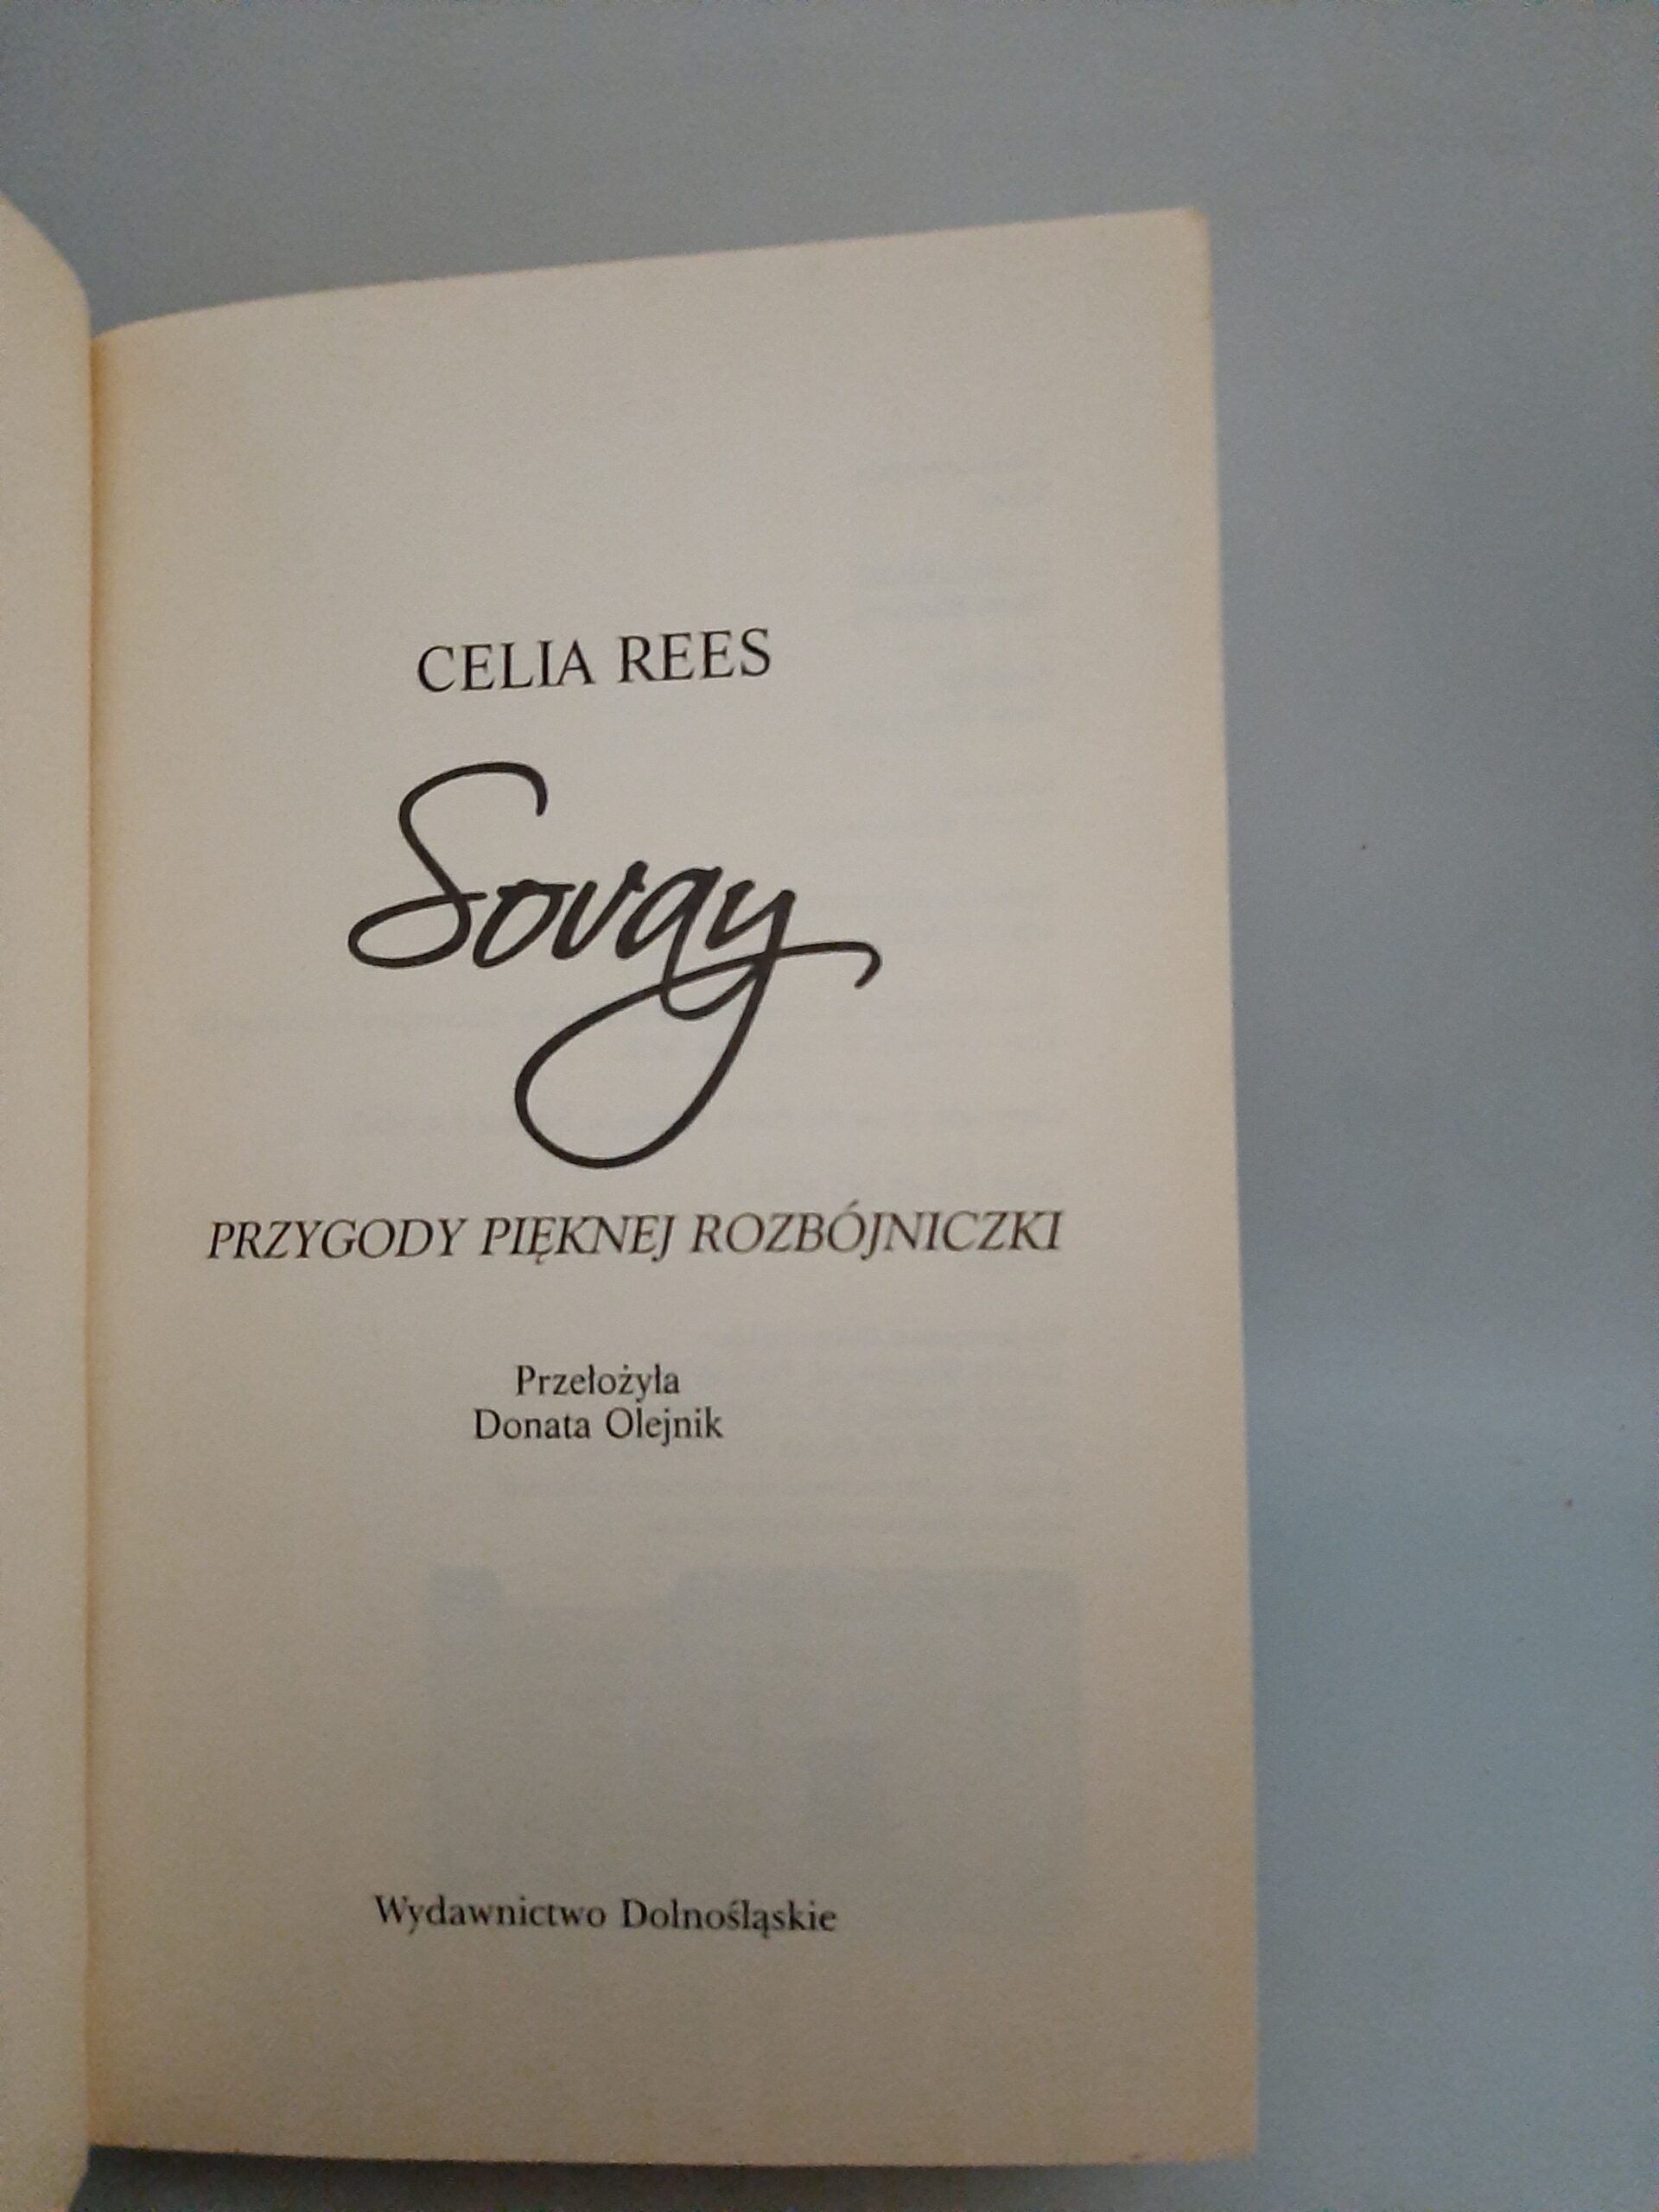 CELIA REES
Sovay
PRZYGODY PIĘKNEJ ROZBÓJNICZKI
Przełożyła
Donata Olejnik
Wydawnictwo Dolnośląskie